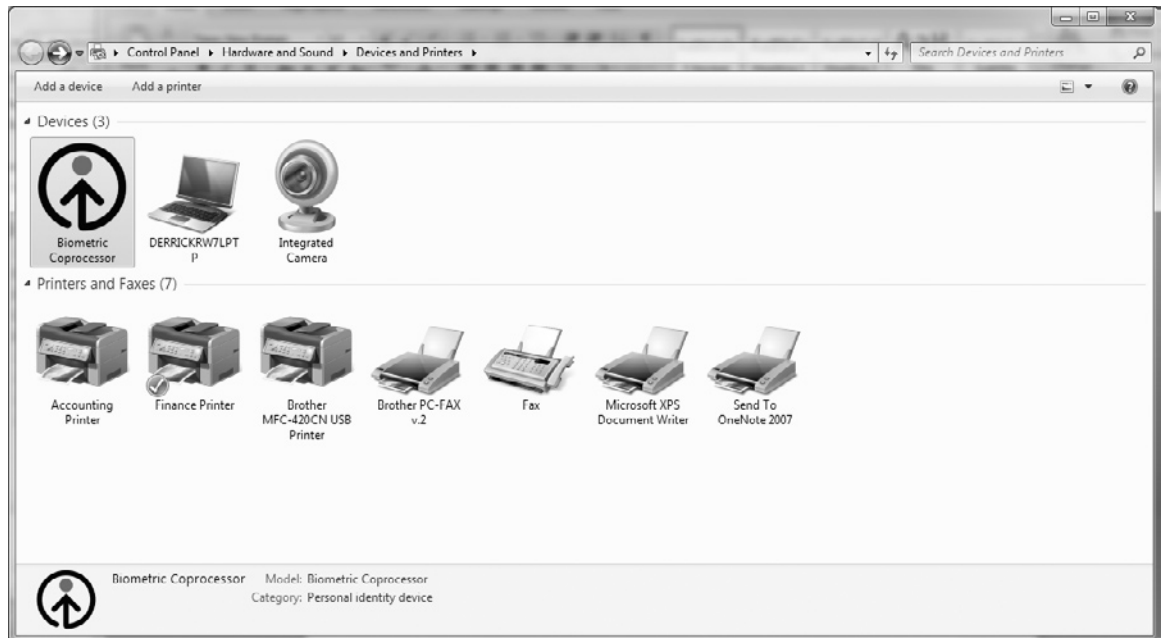 Control Panel ▸ Hardware and Sound ▸ Devices and Printers ▸
Search Devices and Printers
Add a device Add a printer
Devices (3)
Biometric
Coprocessor
DERRICKRW7LPT
P
Integrated
Camera
Printers and Faxes (7)
Accounting
Printer
Finance Printer
Brother
MFC-420CN USB
Printer
Brother PC-FAX
v.2
Fax
Microsoft XPS
Document Writer
Send To
OneNote 2007
Biometric Coprocessor Model: Biometric Coprocessor
Category: Personal identity device